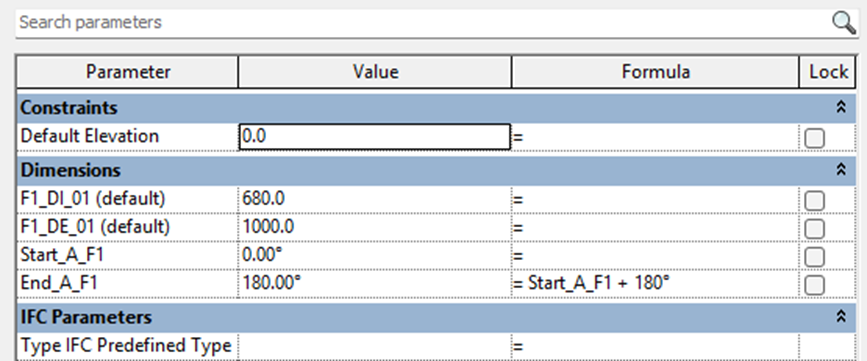 Search parameters
Parameter Value Formula Lock
Constraints
Default Elevation 0.0 =
Dimensions
F1_DI_01 (default) 680.0 =
F1_DE_01 (default) 1000.0 =
Start_A_F1 0.00° =
End_A_F1 180.00° = Start_A_F1 + 180°
IFC Parameters
Type IFC Predefined Type =